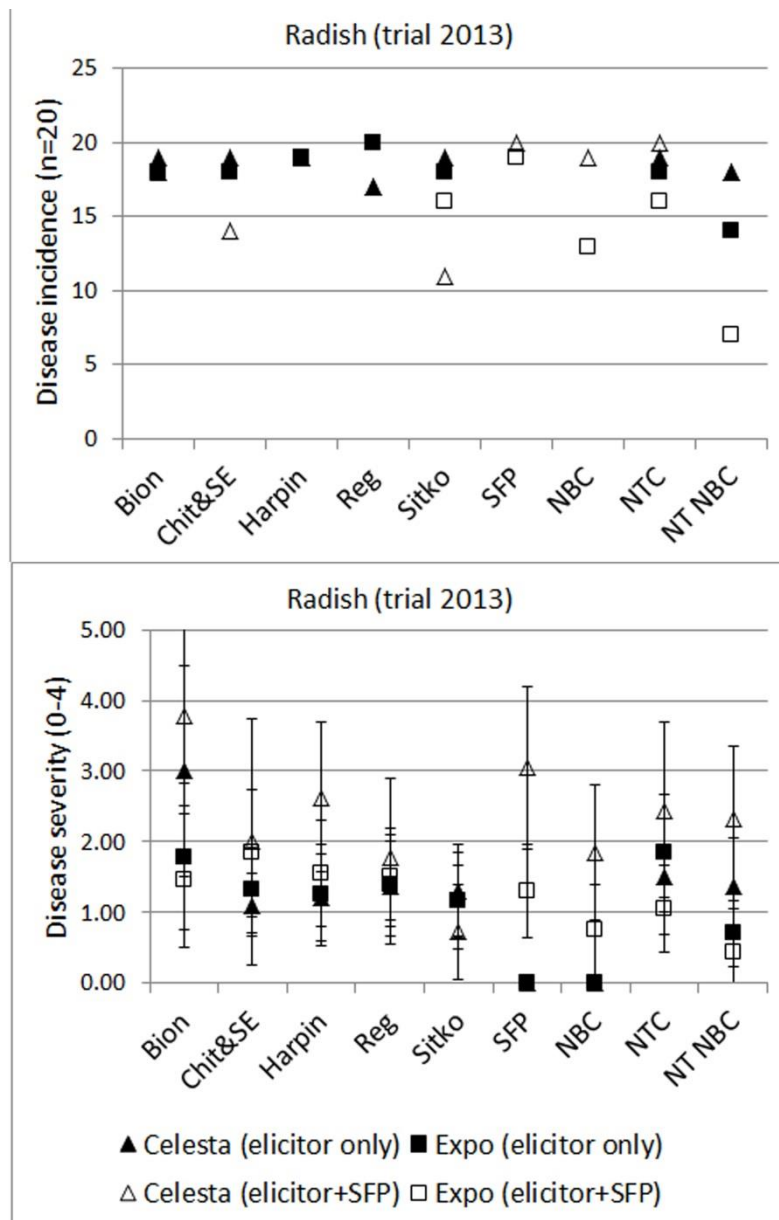 Radish (trial 2013)
Disease incidence (n=20)
25
20
15
10
5
0
Bion
Chit&SE
Harpin
Reg
Sitko
SFP
NBC
NTC
NT NBC
Radish (trial 2013)
Disease severity (0-4)
5.00
4.00
3.00
2.00
1.00
0.00
Bion
Chit&SE
Harpin
Reg
Sitko
SFP
NBC
NTC
NT NBC
Celesta (elicitor only) Expo (elicitor only)
Celesta (elicitor+SFP) Expo (elicitor+SFP)